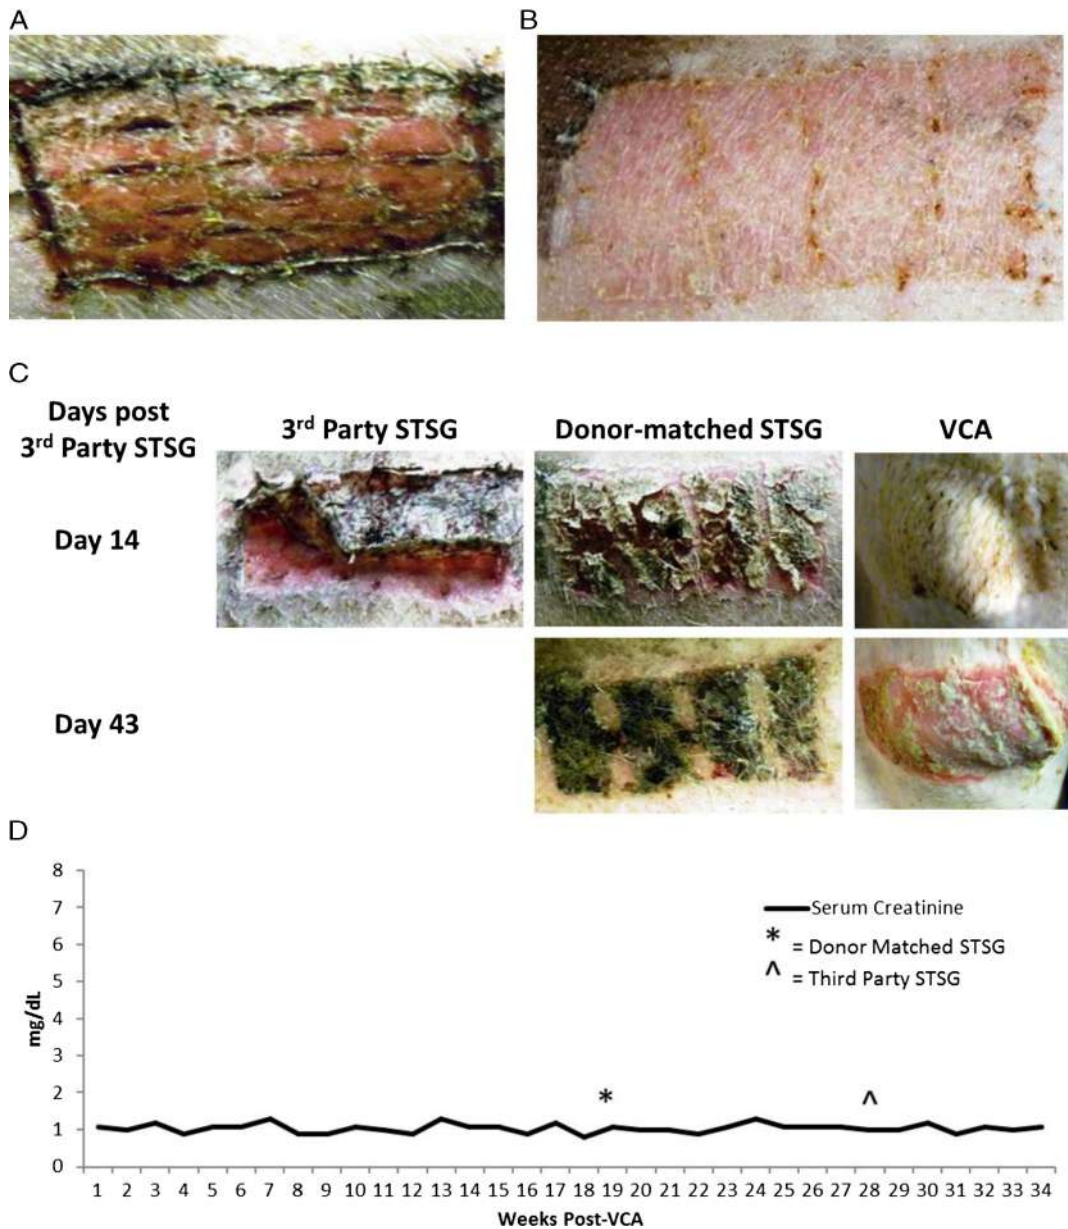 A
B
C
Days post
3rd Party STSG
3rd Party STSG
Donor-matched STSG
VCA
Day 14
Day 43
D
8
7
6
5
4
3
2
1
0
mg/dL
Serum Creatinine
* = Donor Matched STSG
^ = Third Party STSG
*
^
1 2 3 4 5 6 7 8 9 10 11 12 13 14 15 16 17 18 19 20 21 22 23 24 25 26 27 28 29 30 31 32 33 34
Weeks Post-VCA